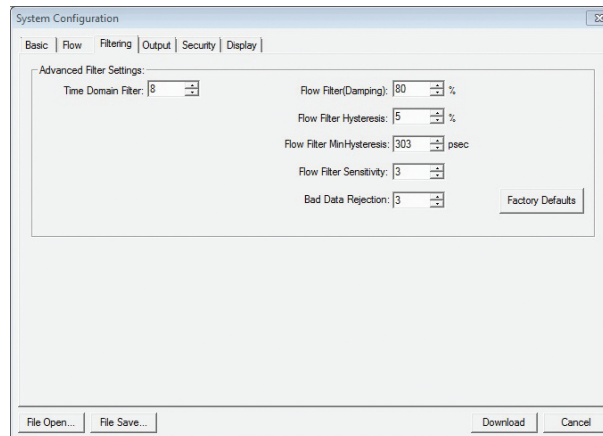 System Configuration
Basic Flow Filtering Output Security Display
Advanced Filter Settings:
Time Domain Filter: 8
Flow Filter(Damping): 80 %
Flow Filter Hysteresis: 5 %
Flow Filter MinHysteresis: 303 psec
Flow Filter Sensitivity: 3
Bad Data Rejection: 3
Factory Defaults
File Open... File Save... Download Cancel